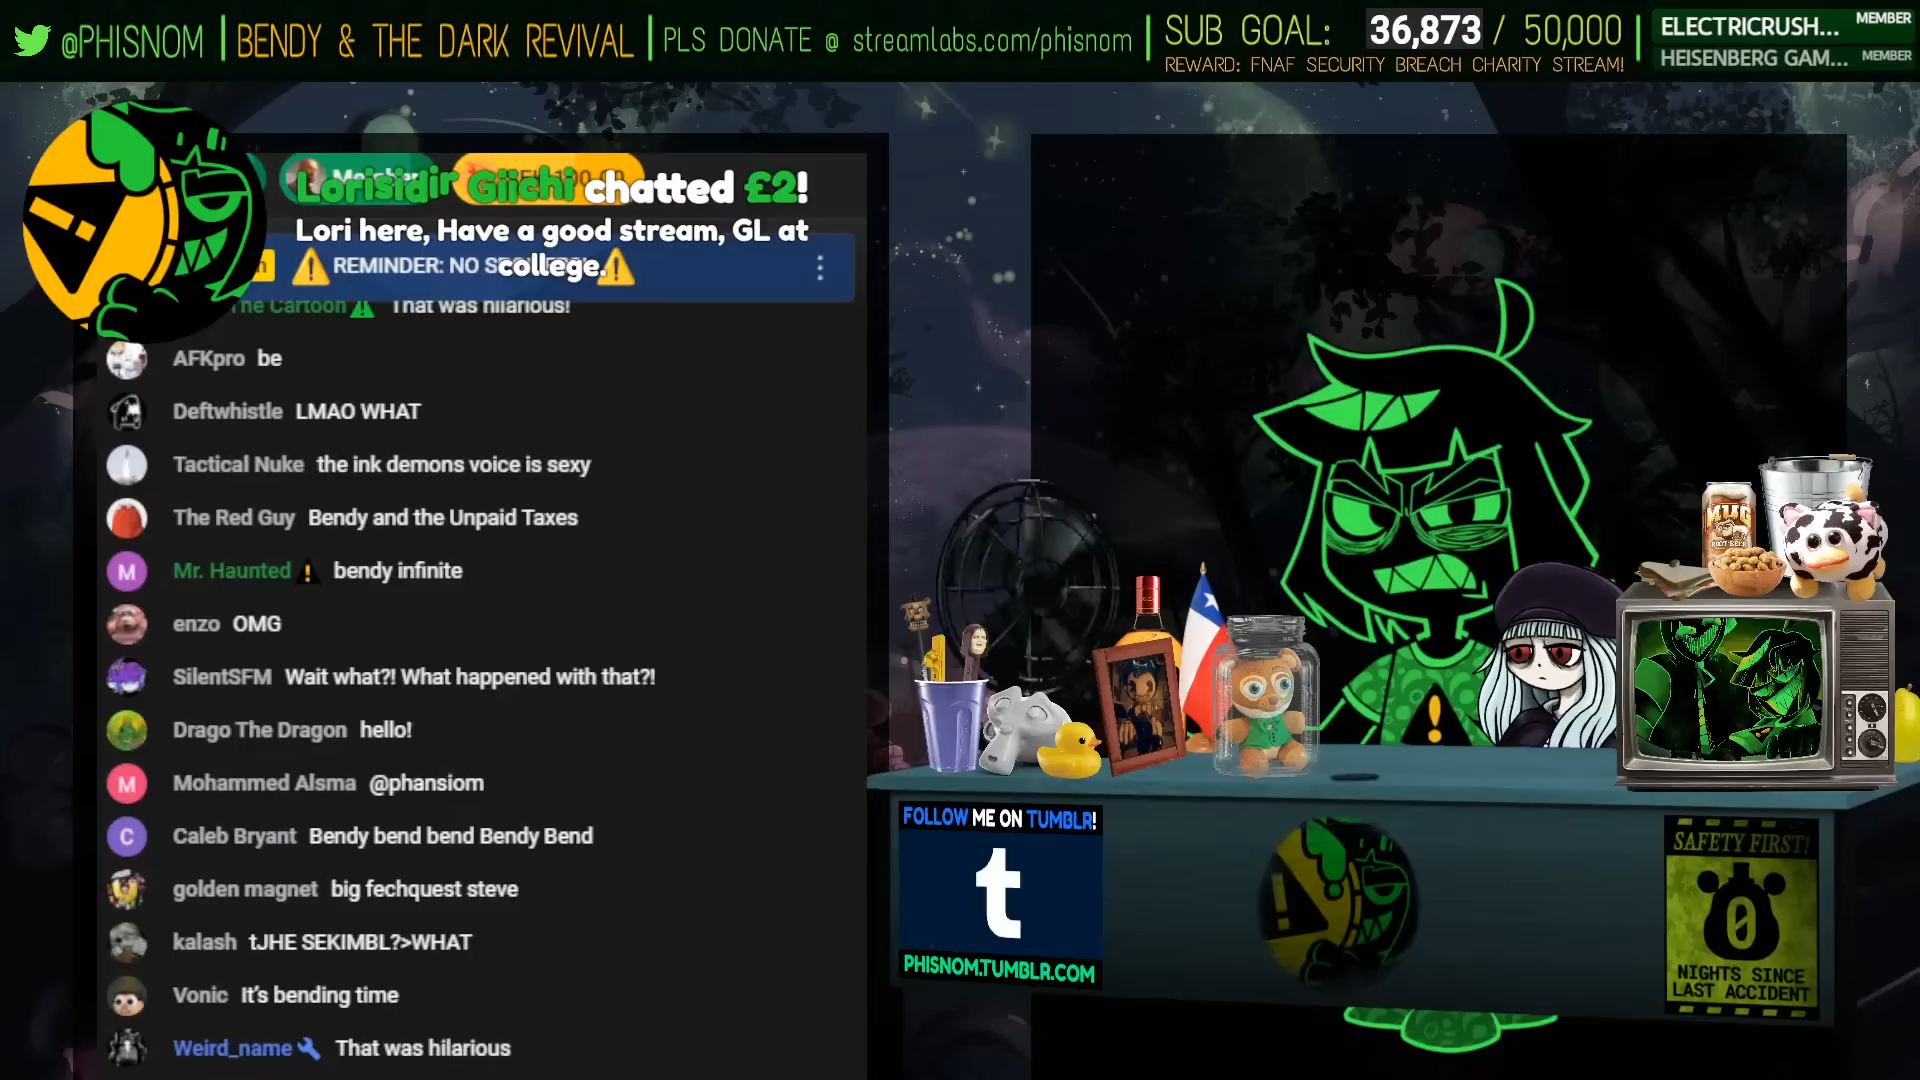 @PHISNOM
BENDY & THE DARK REVIVAL
PLS DONATE @ streamlabs.com/phisnom
SUB GOAL: 36,873 / 50,000
REWARD: FNAF SECURITY BREACH CHARITY STREAM!
ELECTRICRUSH... MEMBER
HEISENBERG GAM... MEMBER
Lorisidir Giichi chatted £2!
Lori here, Have a good stream, GL at
college.
REMINDER: NO
The Cartoon That was hilarious!
AFKpro be
Deftwhistle LMAO WHAT
Tactical Nuke the ink demons voice is sexy
The Red Guy Bendy and the Unpaid Taxes
M Mr. Haunted bendy infinite
enzo OMG
SilentSFM Wait what?! What happened with that?!
Drago The Dragon hello!
M Mohammed Alsma @phansiom
C Caleb Bryant Bendy bend bend Bendy Bend
golden magnet big fechquest steve
kalash tJHE SEKIMBL?>WHAT
Vonic It's bending time
Weird_name That was hilarious
MUG
ROOT BEER
FOLLOW ME ON TUMBLR!
t
PHISNOM.TUMBLR.COM
SAFETY FIRST!
0
NIGHTS SINCE
LAST ACCIDENT